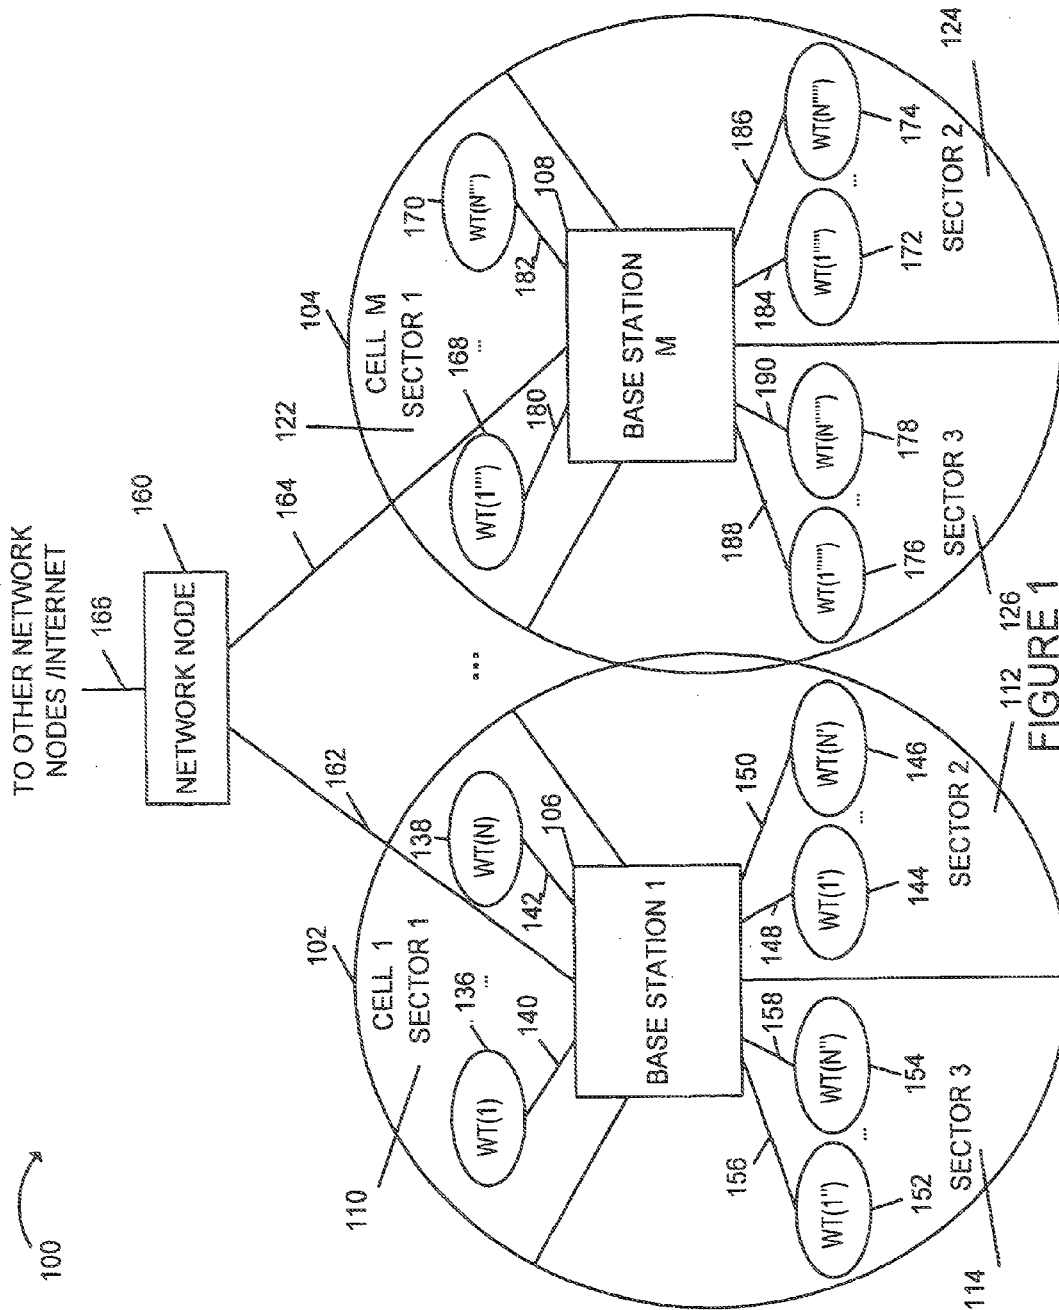 100
TO OTHER NETWORK
NODES /INTERNET
166
NETWORK NODE
160
162
164
102
CELL 1
SECTOR 1
110
136
...
WT(1)
140
138
WT(N)
142
106
BASE STATION 1
...
104
CELL M
SECTOR 1
122
168
...
WT(1'''')
180
170
WT(N''')
182
108
BASE STATION
M
156
158
WT(1'')
...
WT(N'')
152
154
SECTOR 3
114
148
150
WT(1')
...
WT(N')
144
146
SECTOR 2
112
188
190
WT(1''''')
...
WT(N''''')
176
178
SECTOR 3
126
184
186
WT(1'''')
...
WT(N'''')
172
174
SECTOR 2
124
FIGURE 1